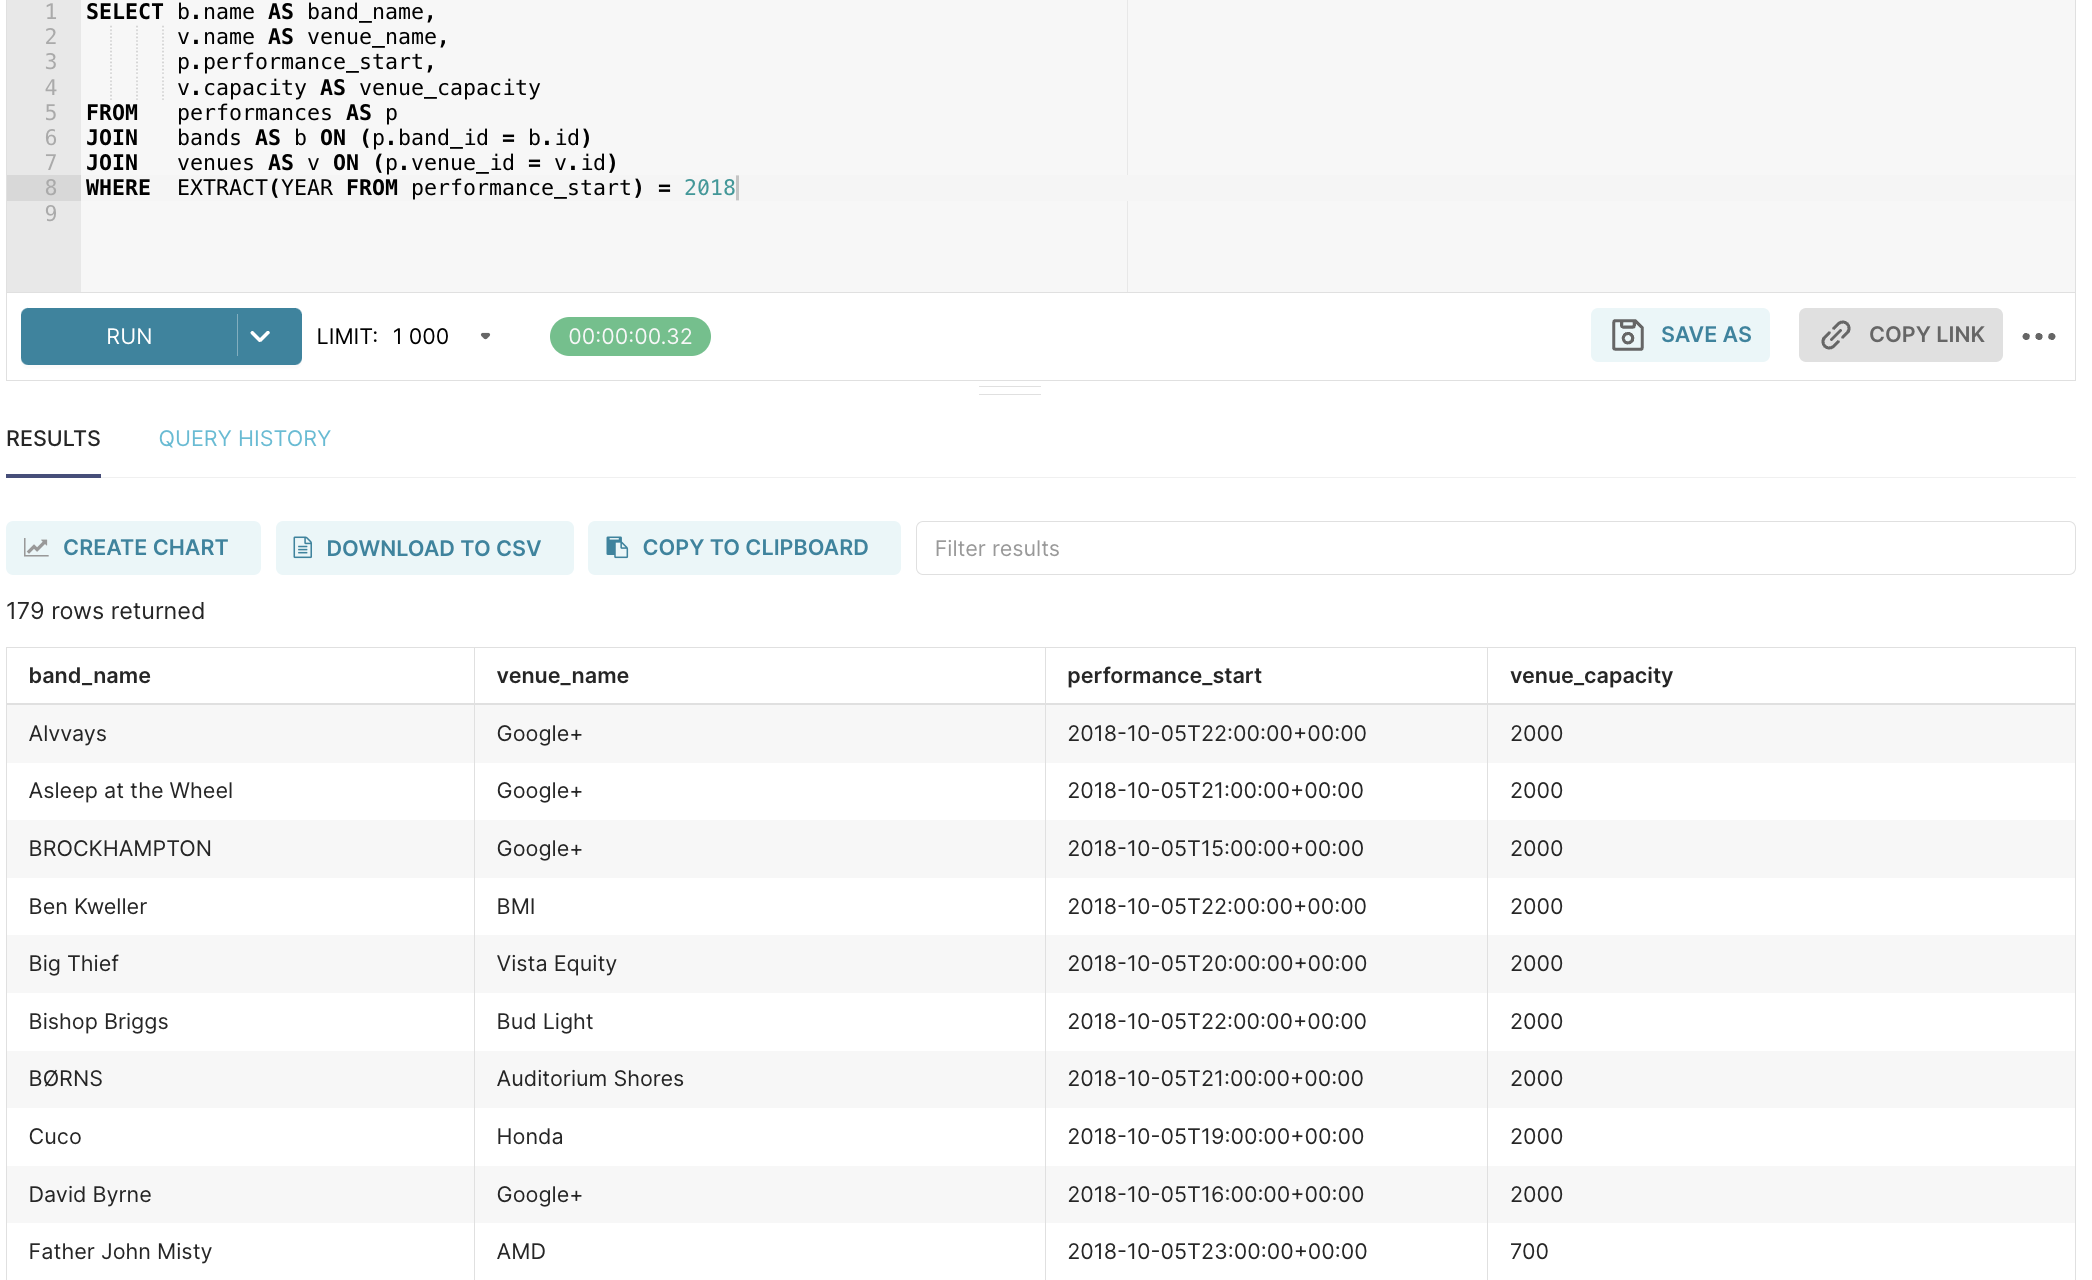 1 SELECT b.name AS band_name,
2 v.name AS venue_name,
3 p.performance_start,
4 v.capacity AS venue_capacity
5 FROM performances AS p
6 JOIN bands AS b ON (p.band_id = b.id)
7 JOIN venues AS v ON (p.venue_id = v.id)
8 WHERE EXTRACT(YEAR FROM performance_start) = 2018
9
RUN LIMIT: 1 000 00:00:00.32 SAVE AS COPY LINK
RESULTS QUERY HISTORY
CREATE CHART DOWNLOAD TO CSV COPY TO CLIPBOARD Filter results
179 rows returned
band_name venue_name performance_start venue_capacity
Alvvays Google+ 2018-10-05T22:00:00+00:00 2000
Asleep at the Wheel Google+ 2018-10-05T21:00:00+00:00 2000
BROCKHAMPTON Google+ 2018-10-05T15:00:00+00:00 2000
Ben Kweller BMI 2018-10-05T22:00:00+00:00 2000
Big Thief Vista Equity 2018-10-05T20:00:00+00:00 2000
Bishop Briggs Bud Light 2018-10-05T22:00:00+00:00 2000
BØRNS Auditorium Shores 2018-10-05T21:00:00+00:00 2000
Cuco Honda 2018-10-05T19:00:00+00:00 2000
David Byrne Google+ 2018-10-05T16:00:00+00:00 2000
Father John Misty AMD 2018-10-05T23:00:00+00:00 700